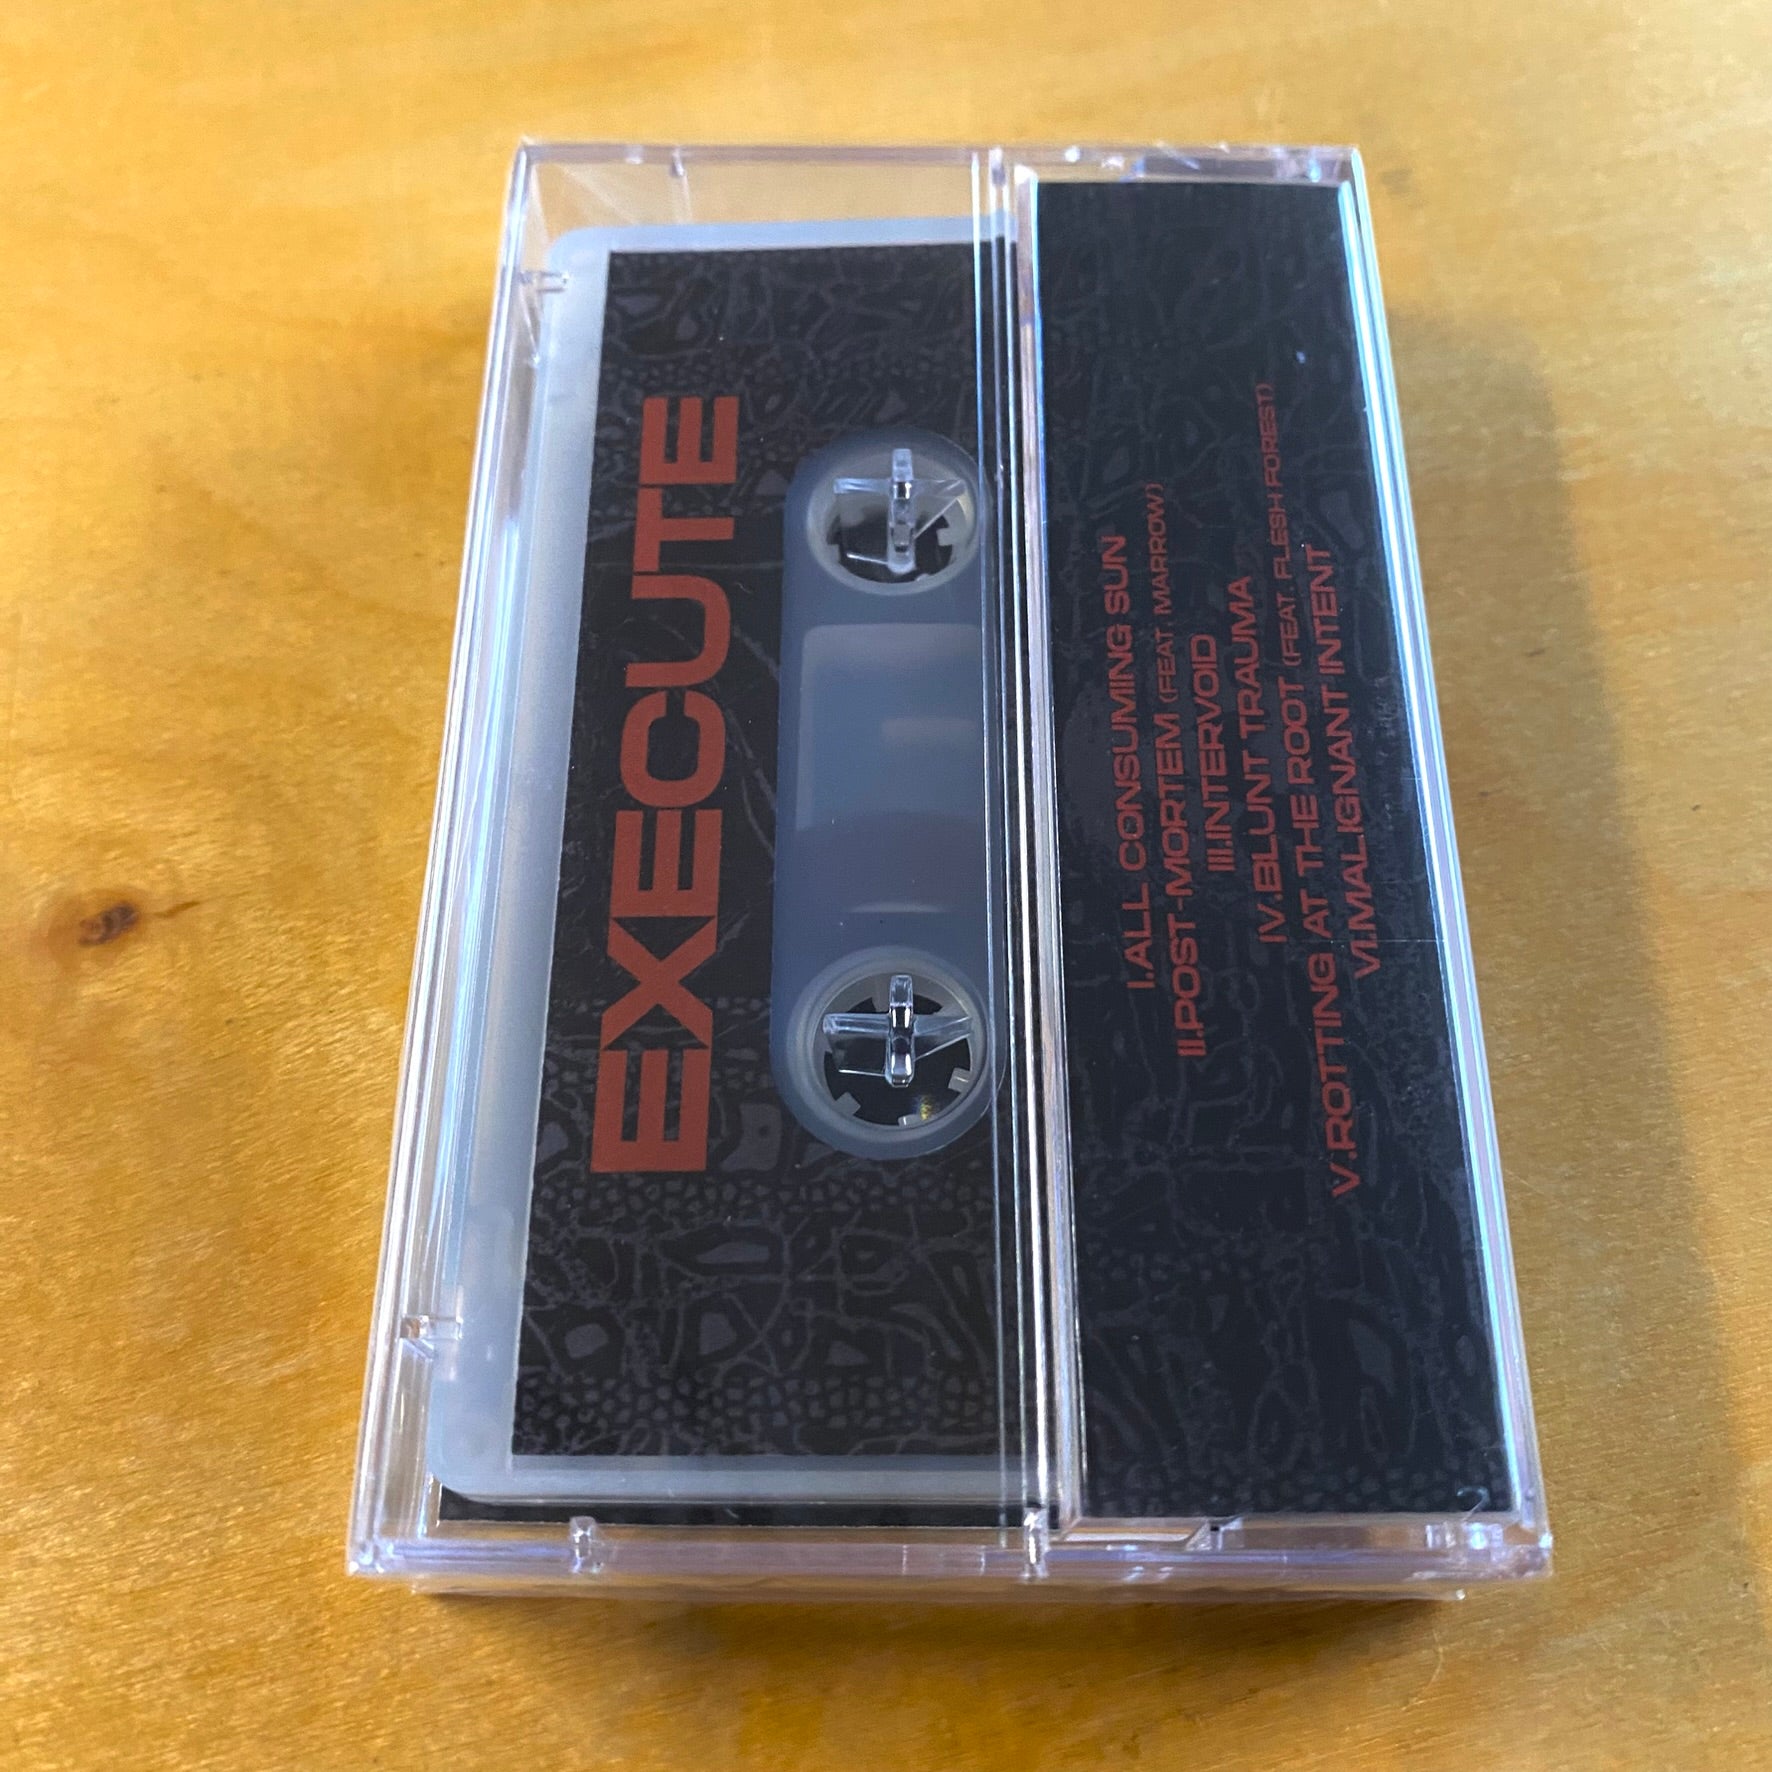 EXECUTE
I.ALL CONSUMING SUN
II.POST-MORTEM (FEAT. MARROW)
III.INTERVOID
IV.BLUNT TRAUMA
V.ROTTING AT THE ROOT (FEAT. FLESH FOREST)
VI.MALIGNANT INTENT